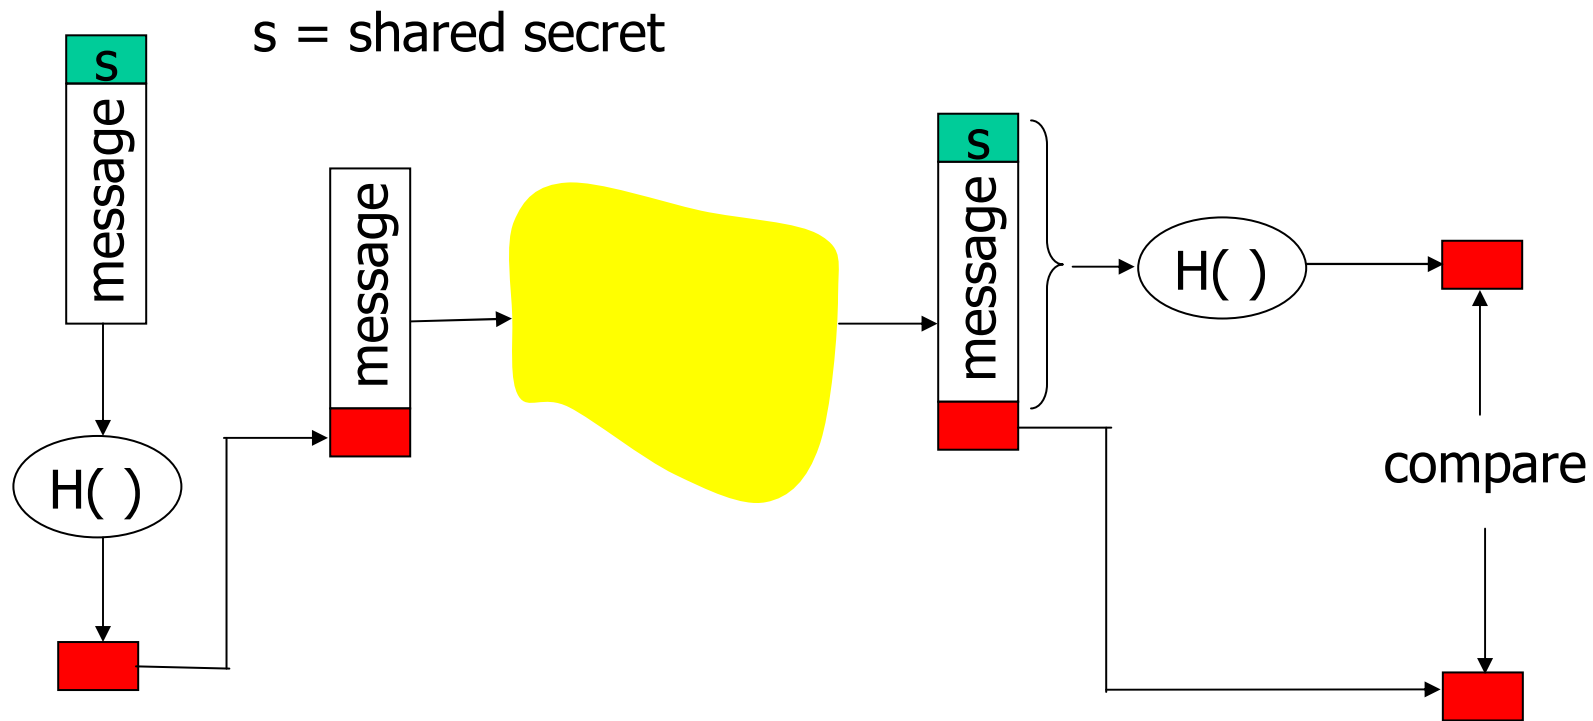 s = shared secret
s
message
H( )
message
s
message
H( )
compare